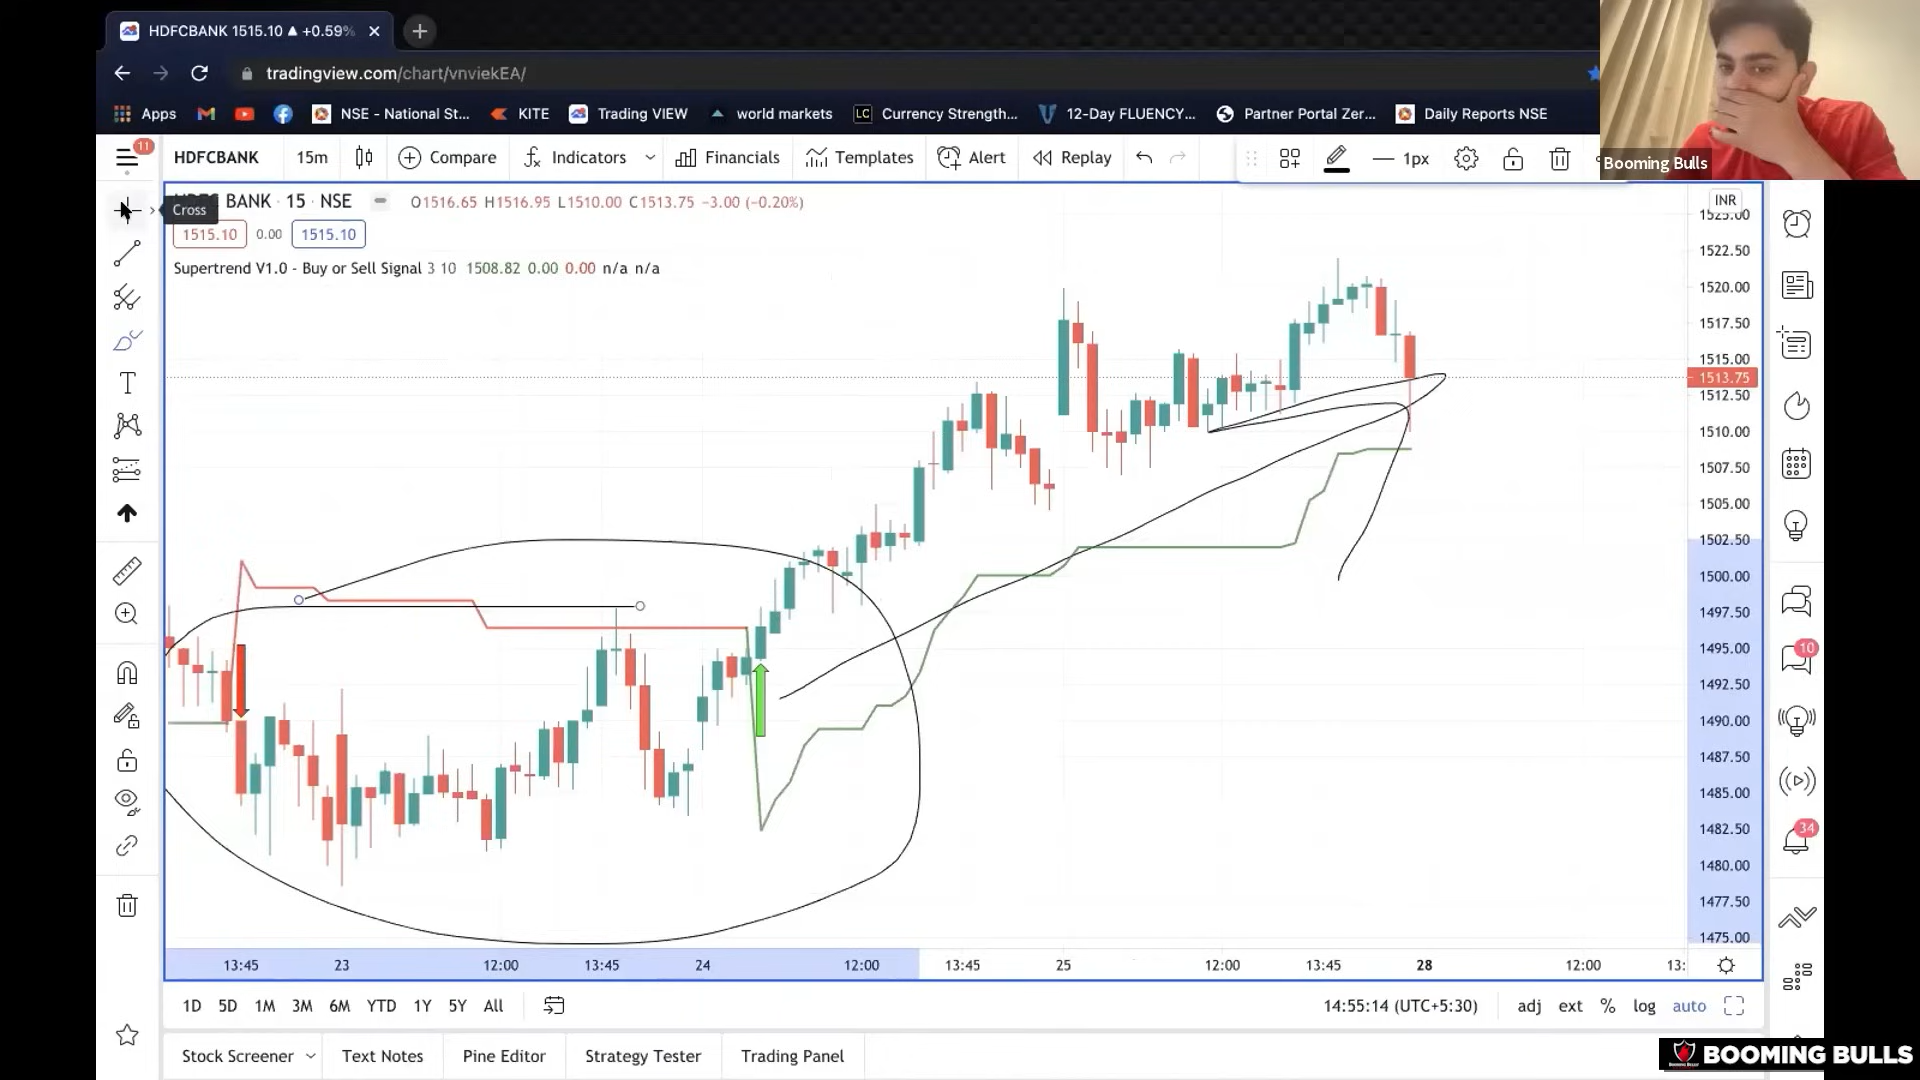 HDFCBANK 1515.10 ▲ +0.59%
tradingview.com/chart/vnviekEA/
Apps NSE - National St... KITE Trading VIEW world markets LC Currency Strength... 12-Day FLUENCY... Partner Portal Zer... Daily Reports NSE
Booming Bulls
11 HDFCBANK 15m Compare Indicators Financials Templates Alert Replay 1px
Cross
BANK · 15 · NSE O1516.65 H1516.95 L1510.00 C1513.75 −3.00 (−0.20%)
1515.10 0.00 1515.10
Supertrend V1.0 - Buy or Sell Signal 3 10 1508.82 0.00 0.00 n/a n/a
INR
1525.00
1522.50
1520.00
1517.50
1515.00
1513.75
1512.50
1510.00
1507.50
1505.00
1502.50
1500.00
1497.50
1495.00
1492.50
1490.00
1487.50
1485.00
1482.50
1480.00
1477.50
1475.00
10
34
13:45 23 12:00 13:45 24 12:00 13:45 25 12:00 13:45 28 12:00 13:
1D 5D 1M 3M 6M YTD 1Y 5Y All 14:55:14 (UTC+5:30) adj ext % log auto
Stock Screener Text Notes Pine Editor Strategy Tester Trading Panel
BOOMING BULLS